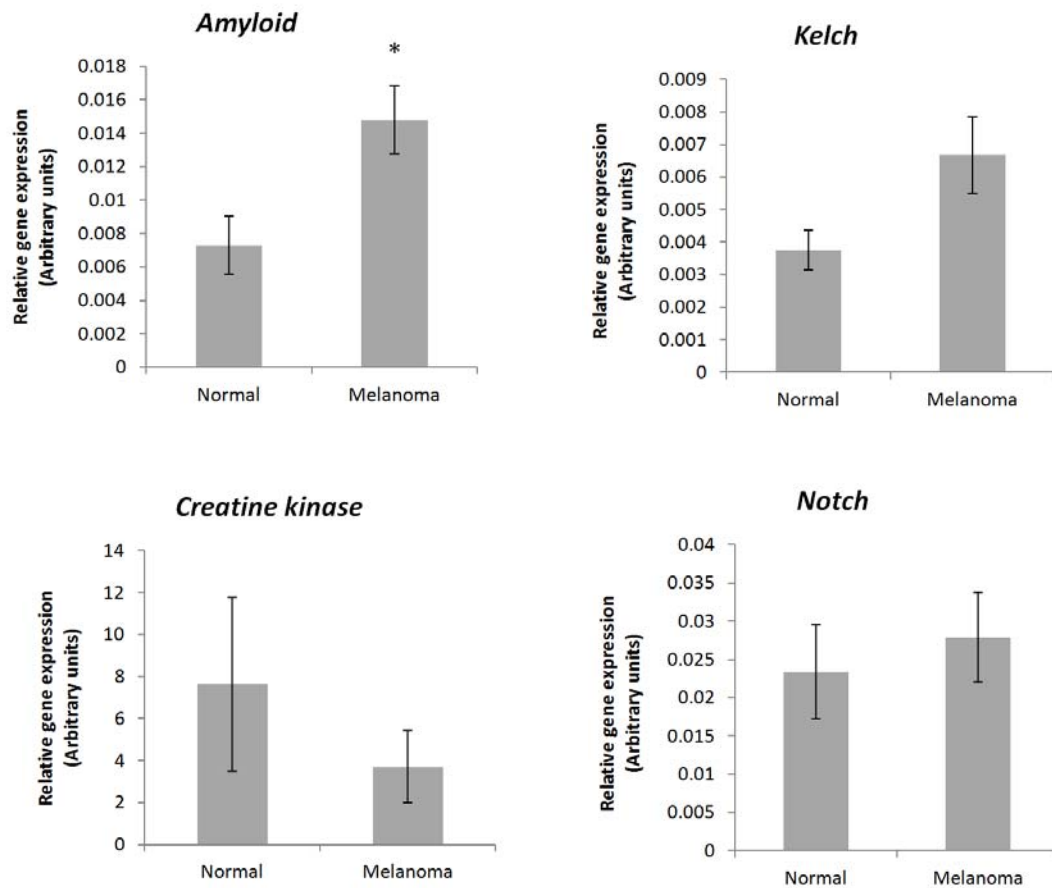 Amyloid
*
Relative gene expression
(Arbitrary units)
0.018
0.016
0.014
0.012
0.01
0.008
0.006
0.004
0.002
0
Normal Melanoma
Kelch
Relative gene expression
(Arbitrary units)
0.009
0.008
0.007
0.006
0.005
0.004
0.003
0.002
0.001
0
Normal Melanoma
Creatine kinase
Relative gene expression
(Arbitrary units)
14
12
10
8
6
4
2
0
Normal Melanoma
Notch
Relative gene expression
(Arbitrary units)
0.04
0.035
0.03
0.025
0.02
0.015
0.01
0.005
0
Normal Melanoma